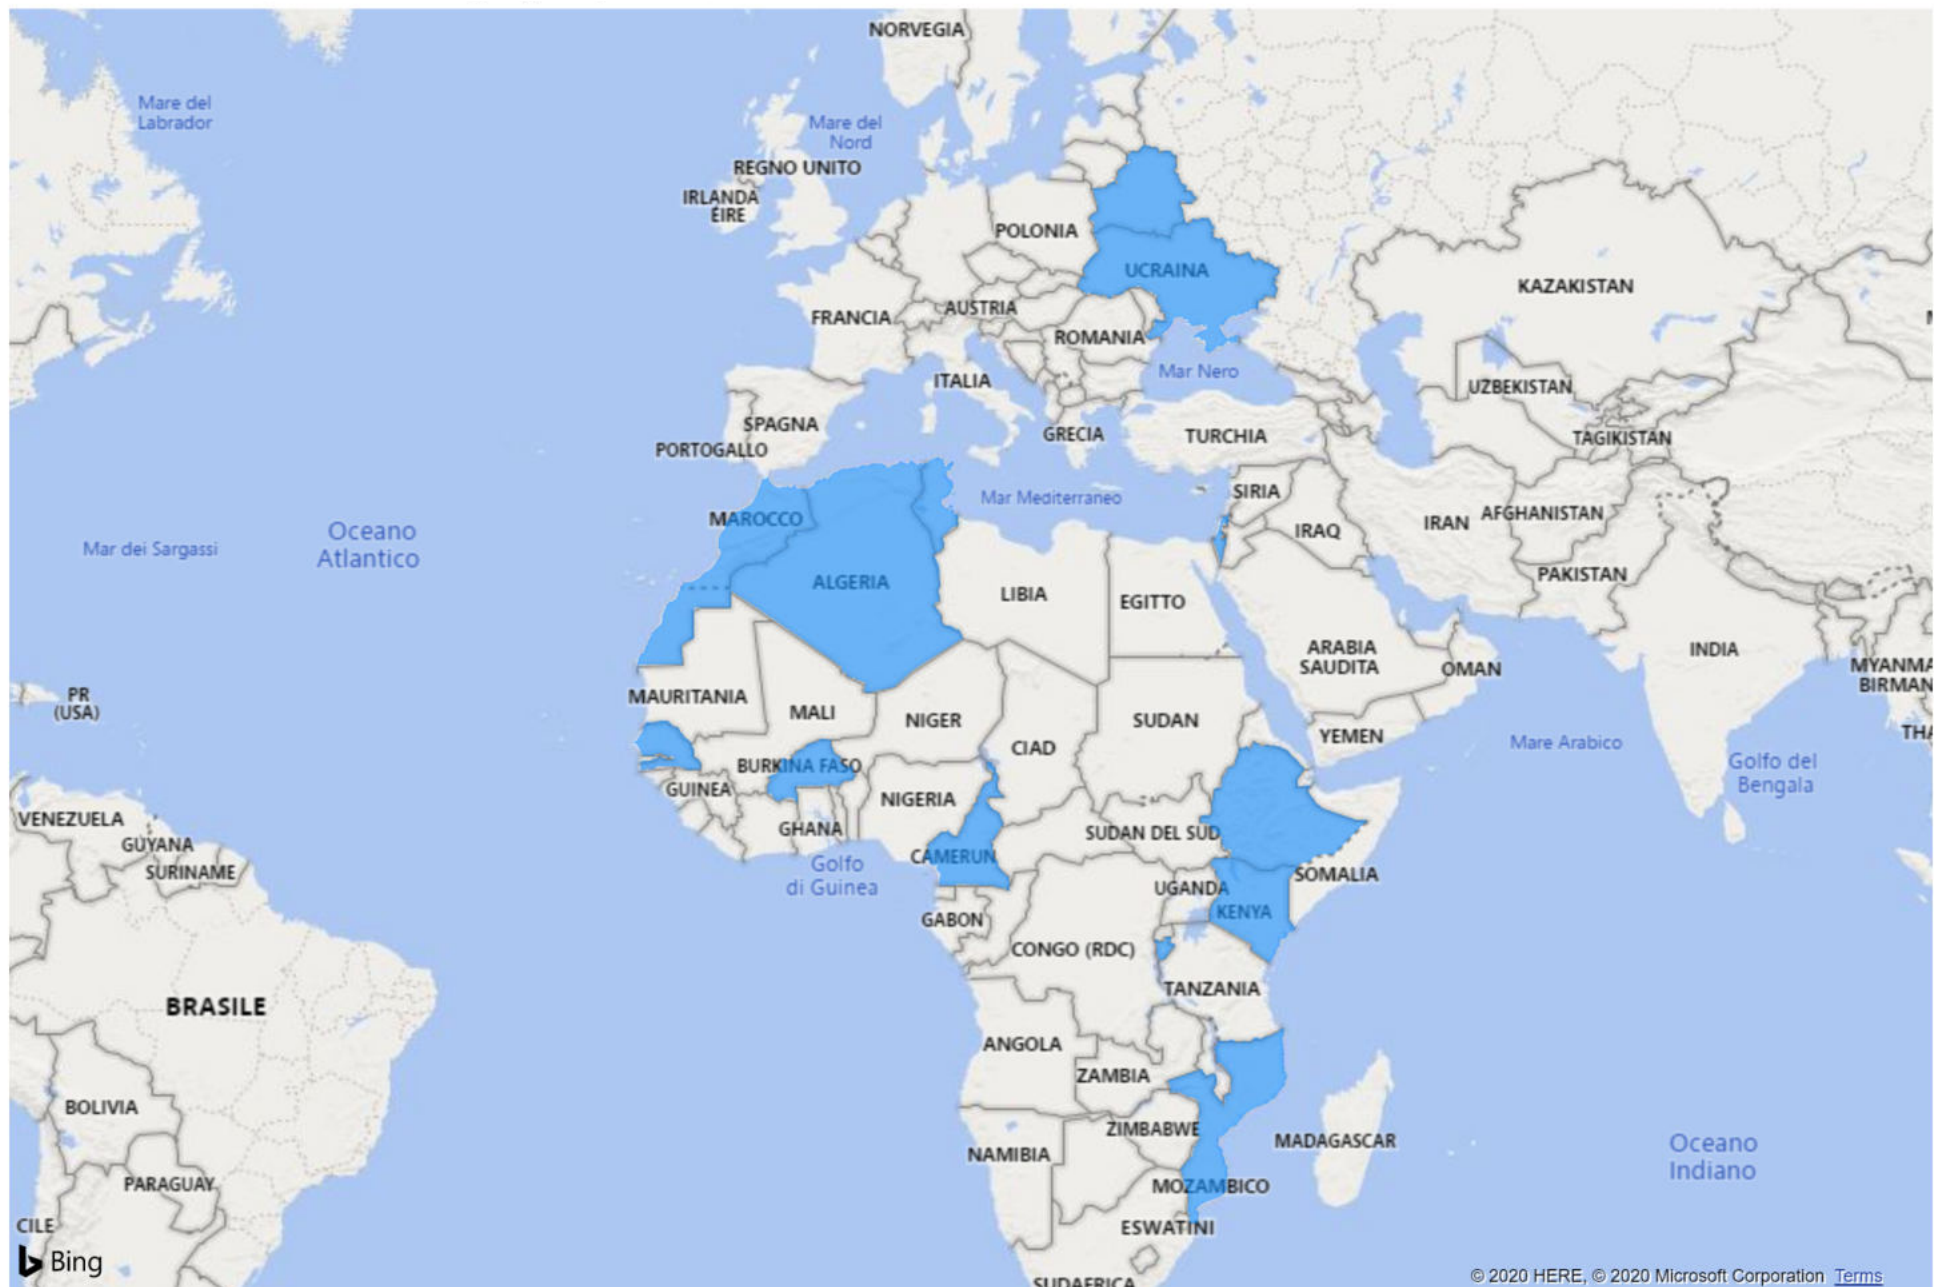 NORVEGIA
Mare del
Labrador
Mare del
Nord
REGNO UNITO
IRLANDA
ÉIRE
POLONIA
UCRAINA
KAZAKISTAN
FRANCIA
AUSTRIA
ROMANIA
Mar Nero
ITALIA
UZBEKISTAN
SPAGNA
GRECIA
TURCHIA
TAGIKISTAN
PORTOGALLO
SIRIA
Mar Mediterraneo
MAROCCO
IRAQ
IRAN
AFGHANISTAN
Oceano
Atlantico
Mar dei Sargassi
PAKISTAN
ALGERIA
LIBIA
EGITTO
ARABIA
SAUDITA
INDIA
OMAN
MYANMA
BIRMAN
PR
(USA)
MAURITANIA
MALI
NIGER
SUDAN
YEMEN
THA
CIAD
Mare Arabico
BURKINA FASO
Golfo del
Bengala
GUINEA
NIGERIA
VENEZUELA
GHANA
SUDAN DEL SUD
GUYANA
CAMERUN
SURINAME
Golfo
di Guinea
SOMALIA
UGANDA
KENYA
GABON
CONGO (RDC)
TANZANIA
BRASILE
ANGOLA
ZAMBIA
BOLIVIA
ZIMBABWE
MADAGASCAR
NAMIBIA
Oceano
Indiano
PARAGUAY
MOZAMBICO
CILE
ESWATINI
Bing
SUDAFRICA
© 2020 HERE, © 2020 Microsoft Corporation Terms